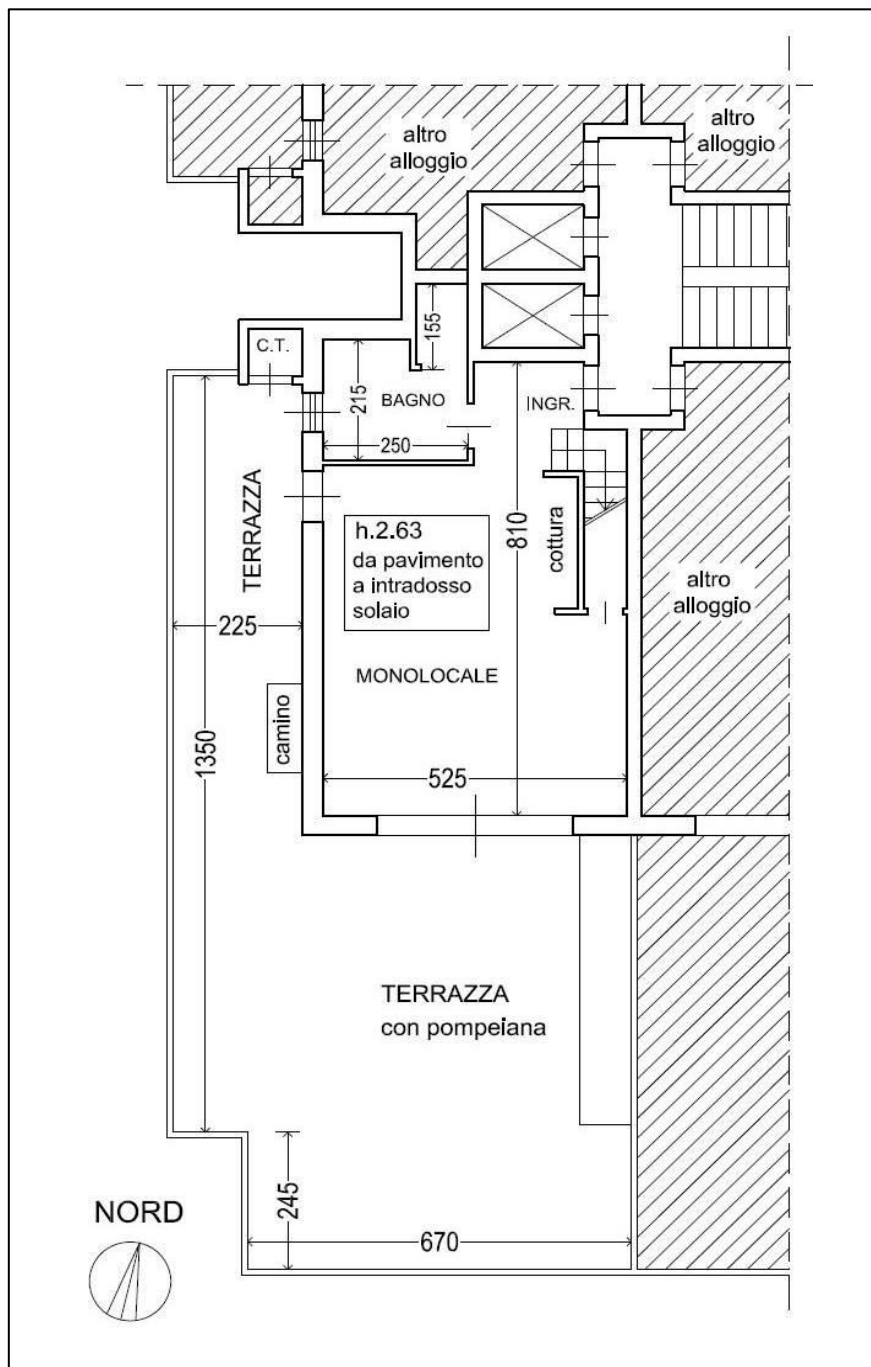 altro
alloggio
altro
alloggio
155
C.T.
215
BAGNO
INGR.
250
TERRAZZA
h.2.63
da pavimento
a intradosso
solaio
810
cottura
altro
alloggio
225
MONOLOCALE
camino
1350
525
TERRAZZA
con pompeiana
245
NORD
670